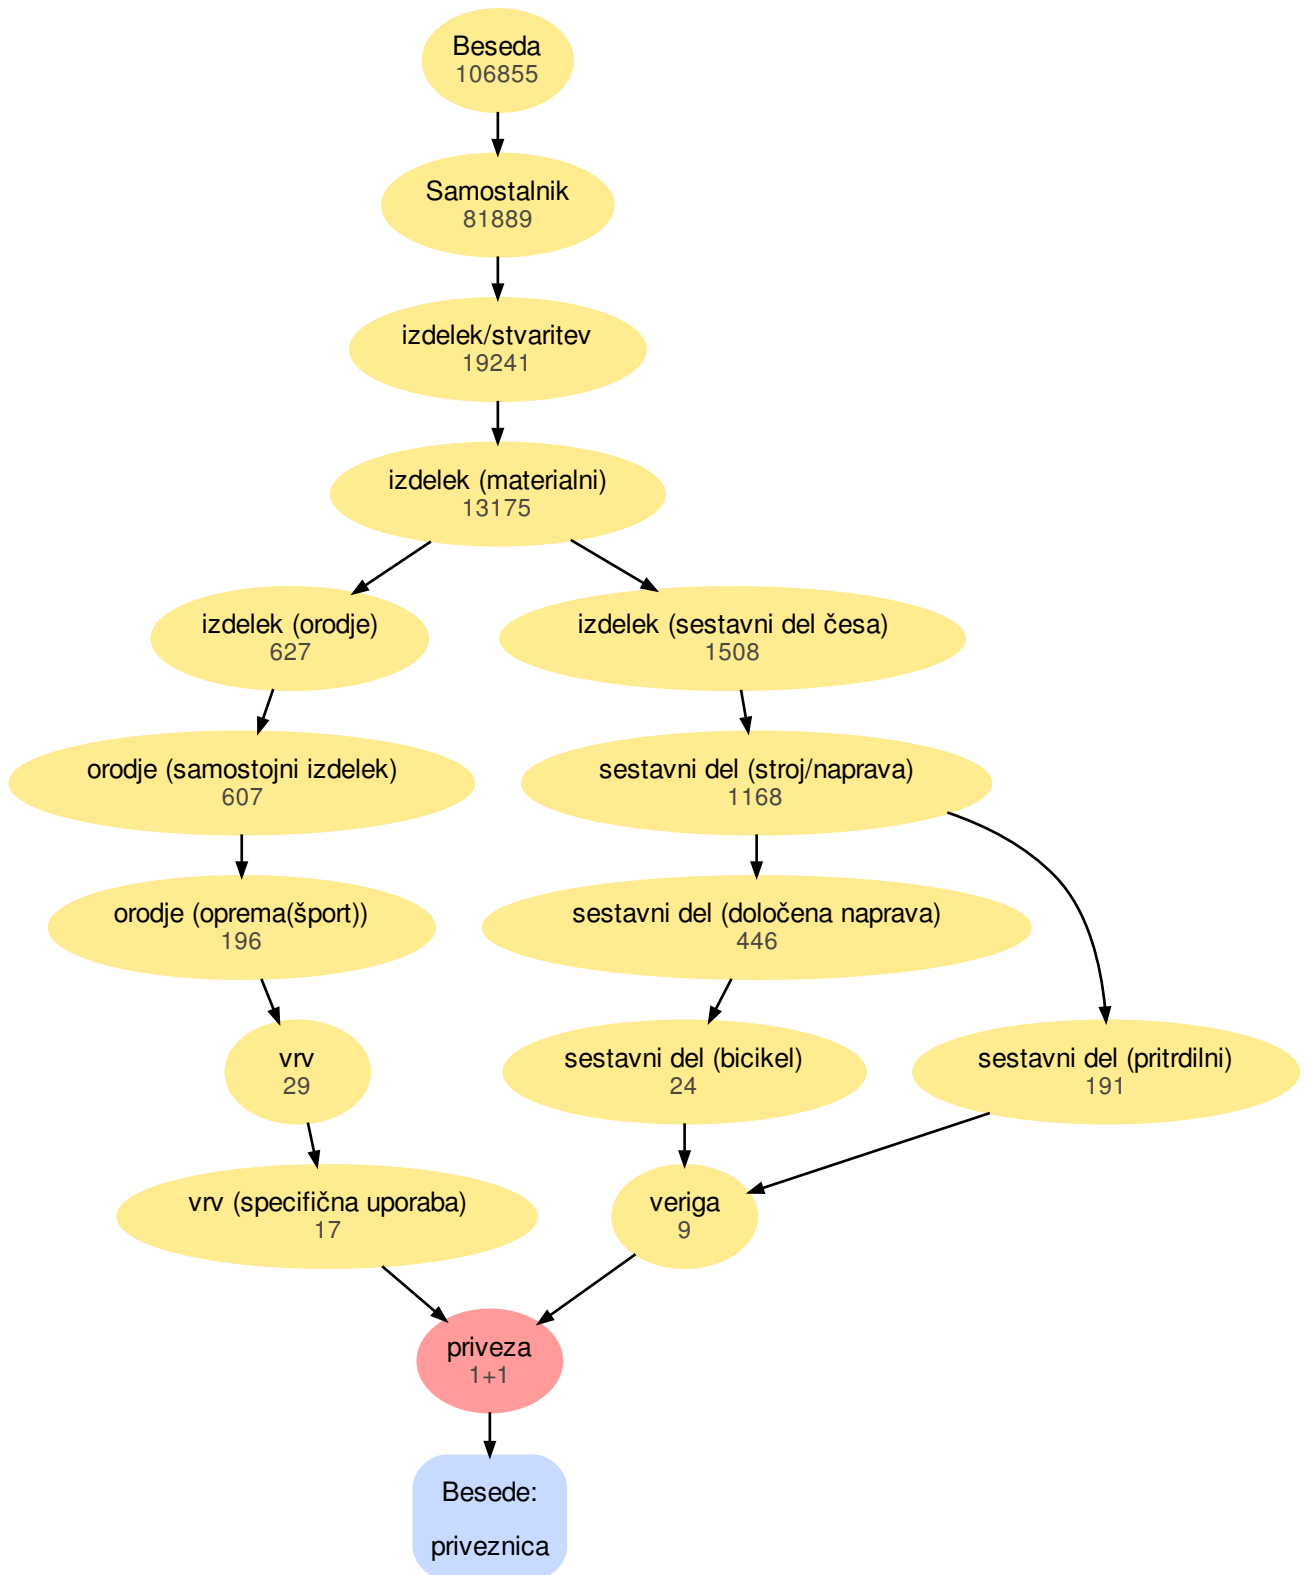 Beseda
106855
Samostalnik
81889
izdelek/stvaritev
19241
izdelek (materialni)
13175
izdelek (orodje)
627
izdelek (sestavni del česa)
1508
orodje (samostojni izdelek)
607
sestavni del (stroj/naprava)
1168
orodje (oprema(šport))
196
sestavni del (določena naprava)
446
vrv
29
sestavni del (bicikel)
24
sestavni del (pritrdilni)
191
vrv (specifična uporaba)
17
veriga
9
priveza
1+1
Besede:
priveznica